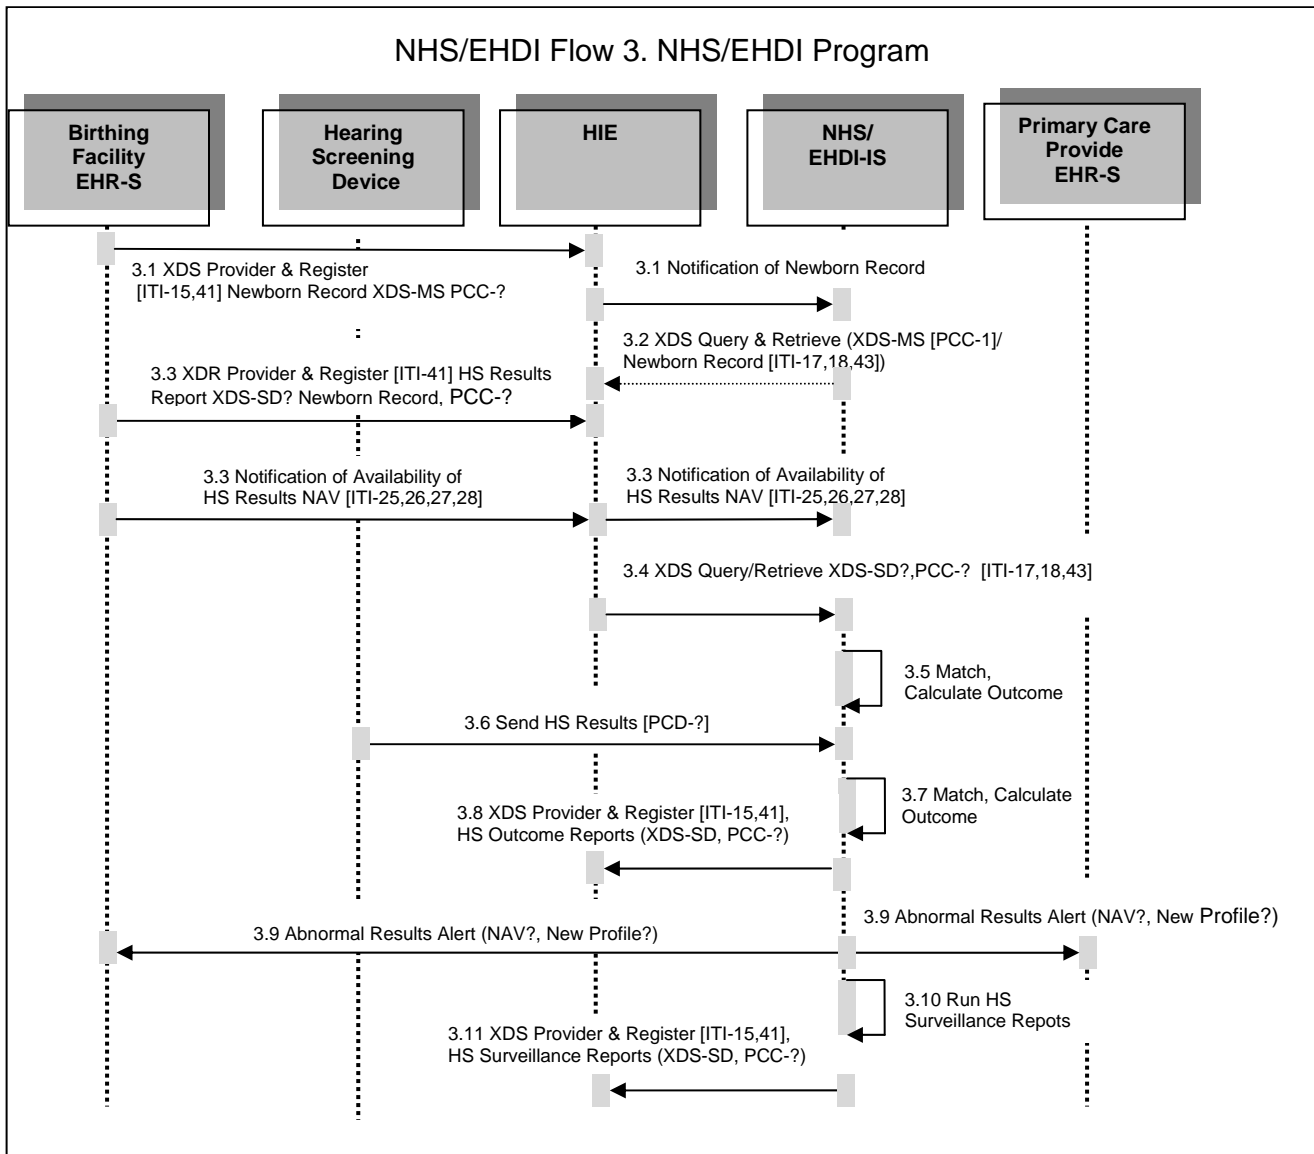 NHS/EHDI Flow 3. NHS/EHDI Program
Birthing
Facility
EHR-S
Hearing
Screening
Device
HIE
NHS/
EHDI-IS
Primary Care
Provide
EHR-S
3.1 XDS Provider & Register
[ITI-15,41] Newborn Record XDS-MS PCC-?
3.1 Notification of Newborn Record
3.2 XDS Query & Retrieve (XDS-MS [PCC-1]/
Newborn Record [ITI-17,18,43])
3.3 XDR Provider & Register [ITI-41] HS Results
Report XDS-SD? Newborn Record, PCC-?
3.3 Notification of Availability of
HS Results NAV [ITI-25,26,27,28]
3.3 Notification of Availability of
HS Results NAV [ITI-25,26,27,28]
3.4 XDS Query/Retrieve XDS-SD?,PCC-? [ITI-17,18,43]
3.5 Match,
Calculate Outcome
3.6 Send HS Results [PCD-?]
3.7 Match, Calculate
Outcome
3.8 XDS Provider & Register [ITI-15,41],
HS Outcome Reports (XDS-SD, PCC-?)
3.9 Abnormal Results Alert (NAV?, New Profile?)
3.9 Abnormal Results Alert (NAV?, New Profile?)
3.10 Run HS
Surveillance Repots
3.11 XDS Provider & Register [ITI-15,41],
HS Surveillance Reports (XDS-SD, PCC-?)